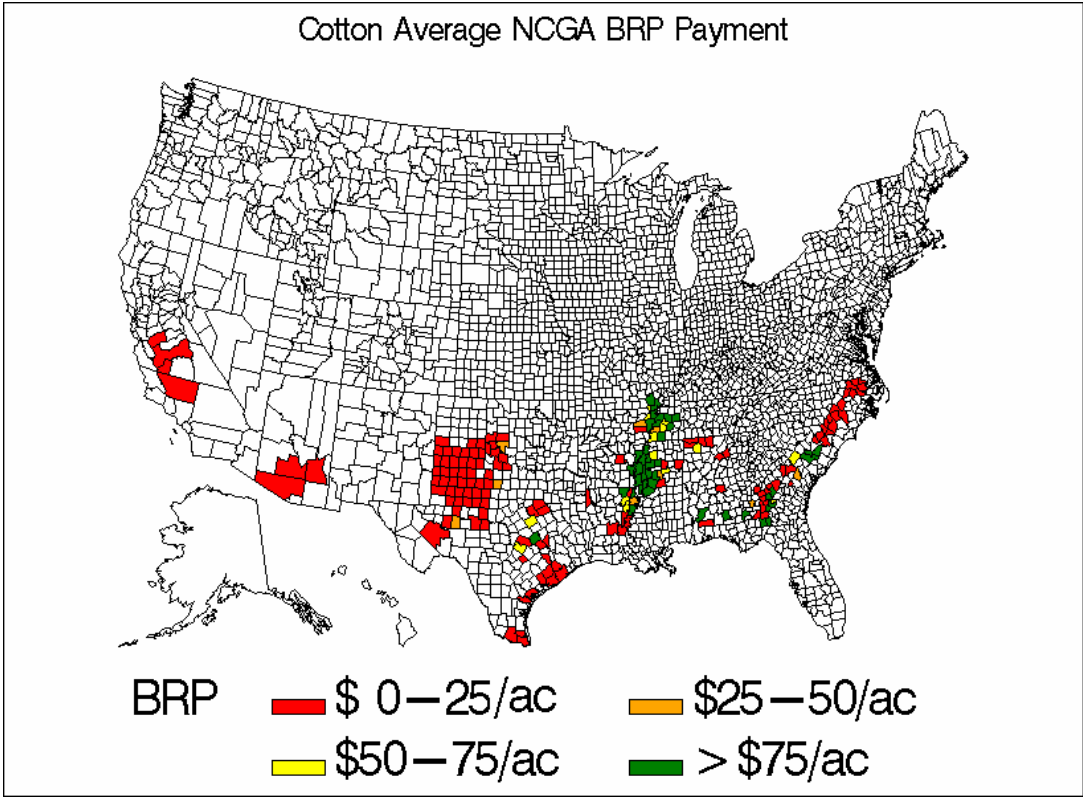 Cotton Average NCGA BRP Payment
BRP $ 0–25/ac $25–50/ac
$50–75/ac > $75/ac